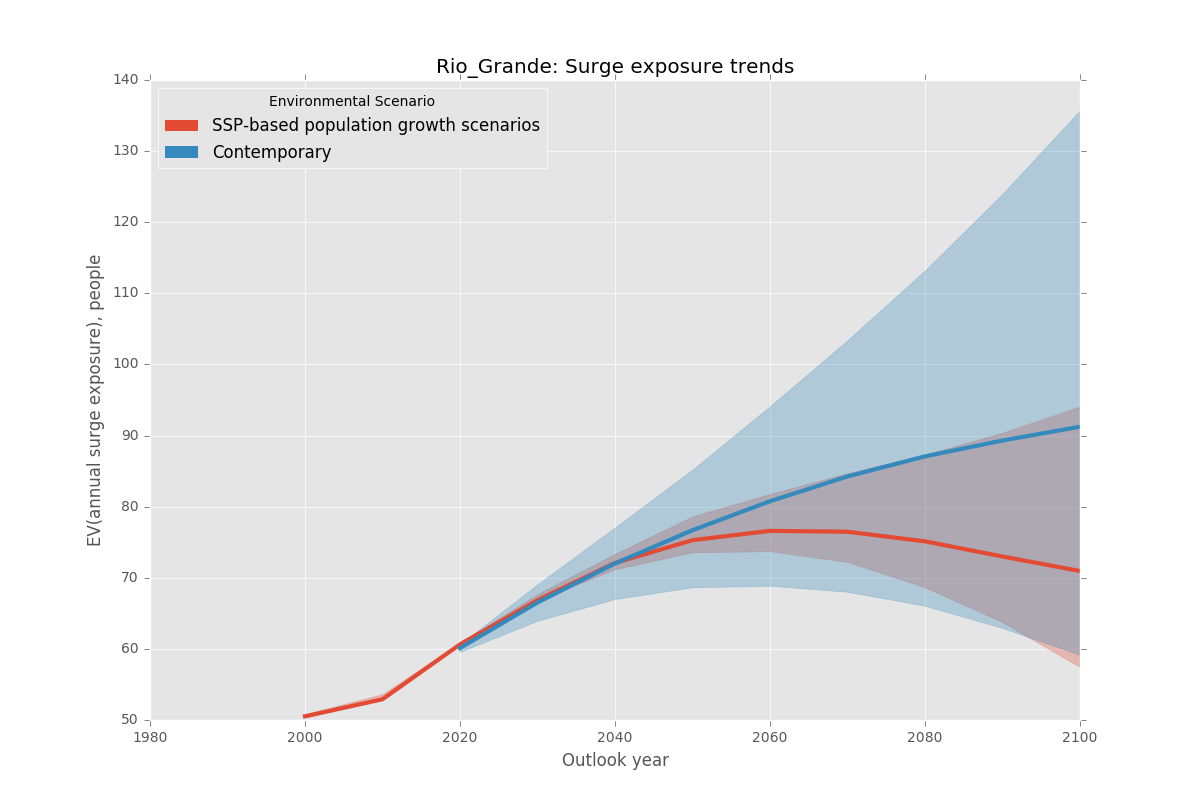 Rio_Grande: Surge exposure trends
Environmental Scenario
SSP-based population growth scenarios
Contemporary
EV(annual surge exposure), people
140
130
120
110
100
90
80
70
60
50
1980
2000
2020
2040
2060
2080
2100
Outlook year